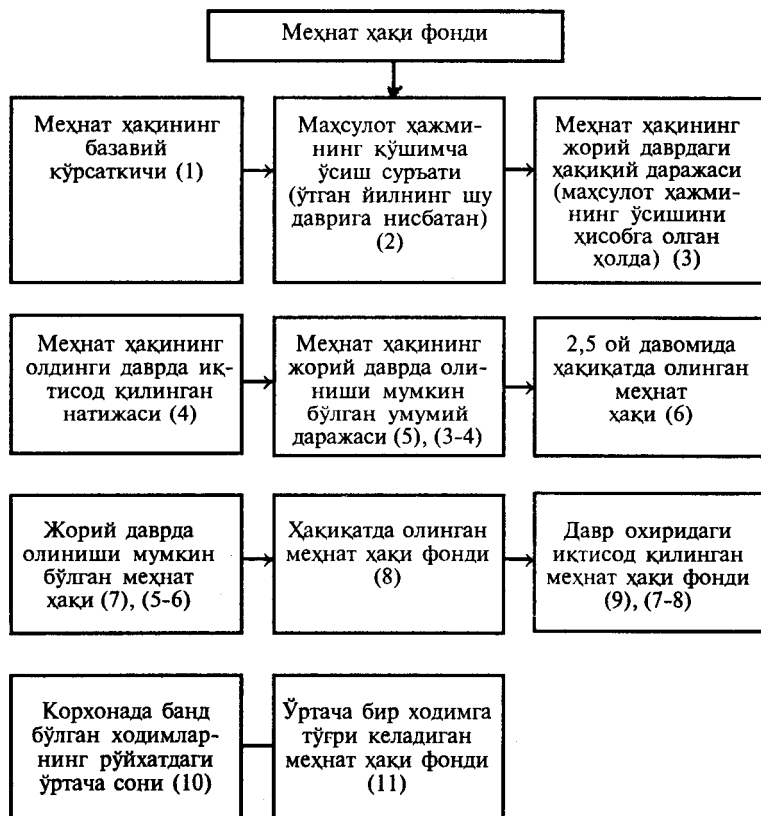 Меҳнат ҳақи фонди
Меҳнат ҳақининг
базавий
кўрсаткичи (1)
Маҳсулот ҳажми-
нинг қўшимча
ўсиш суръати
(ўтган йилнинг шу
даврига нисбатан)
(2)
Меҳнат ҳақининг
жорий даврдаги
ҳақиқий даражаси
(маҳсулот ҳажми-
нинг ўсишини
ҳисобга олган
ҳолда) (3)
Меҳнат ҳақининг
олдинги даврда иқ-
тисод қилинган
натижаси (4)
Меҳнат ҳақининг
жорий даврда оли-
ниши мумкин
бўлган умумий
даражаси (5), (3-4)
2,5 ой давомида
ҳақиқатда олинган
меҳнат
ҳақи (6)
Жорий даврда
олиниши мумкин
бўлган меҳнат
ҳақи (7), (5-6)
Ҳақиқатда олинган
меҳнат ҳақи фонди
(8)
Давр охиридаги
иқтисод қилинган
меҳнат ҳақи фонди
(9), (7-8)
Корхонада банд
бўлган ходимлар-
нинг рўйхатдаги
ўртача сони (10)
Ўртача бир ходимга
тўғри келадиган
меҳнат ҳақи фонди
(11)